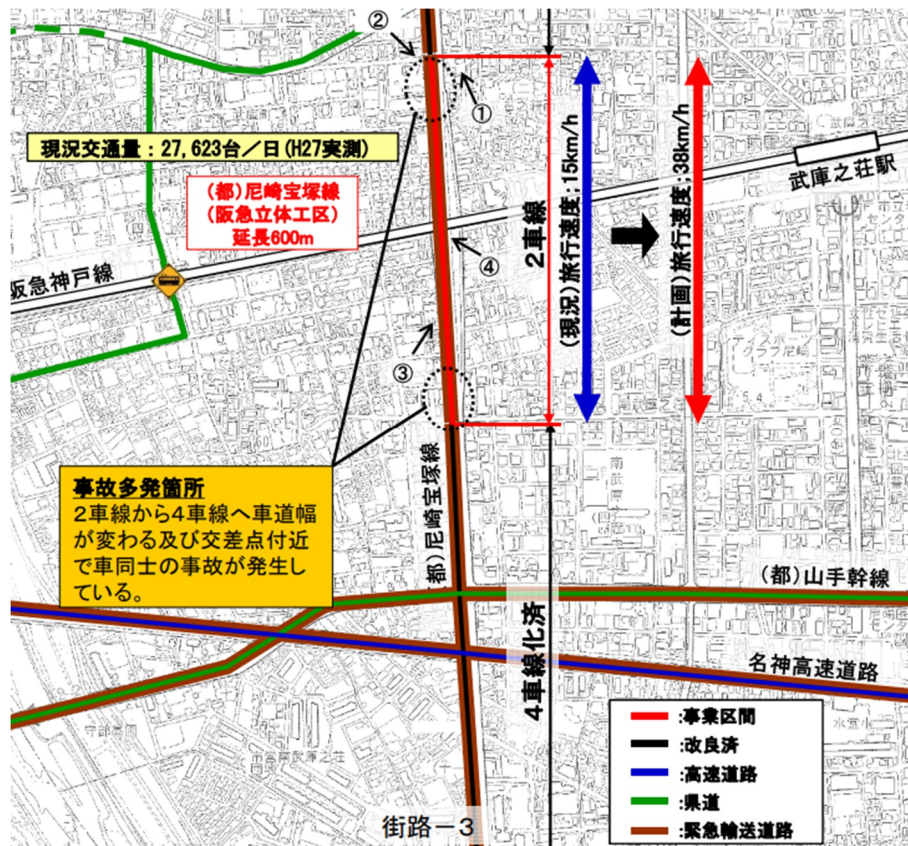 ②
①
現況交通量：27,623台／日(H27実測)
(都)尼崎宝塚線
(阪急立体工区)
延長600m
阪急神戸線
武庫之荘駅
2車線
(現況)旅行速度;15km/h
(計画)旅行速度;38km/h
④
③
事故多発箇所
2車線から4車線へ車道幅
が変わる及び交差点付近
で車同士の事故が発生し
ている。
(都)尼崎宝塚線
南武庫
(都)山手幹線
4車線化済
名神高速道路
:事業区間
:改良済
:高速道路
:県道
:緊急輸送道路
街路－3